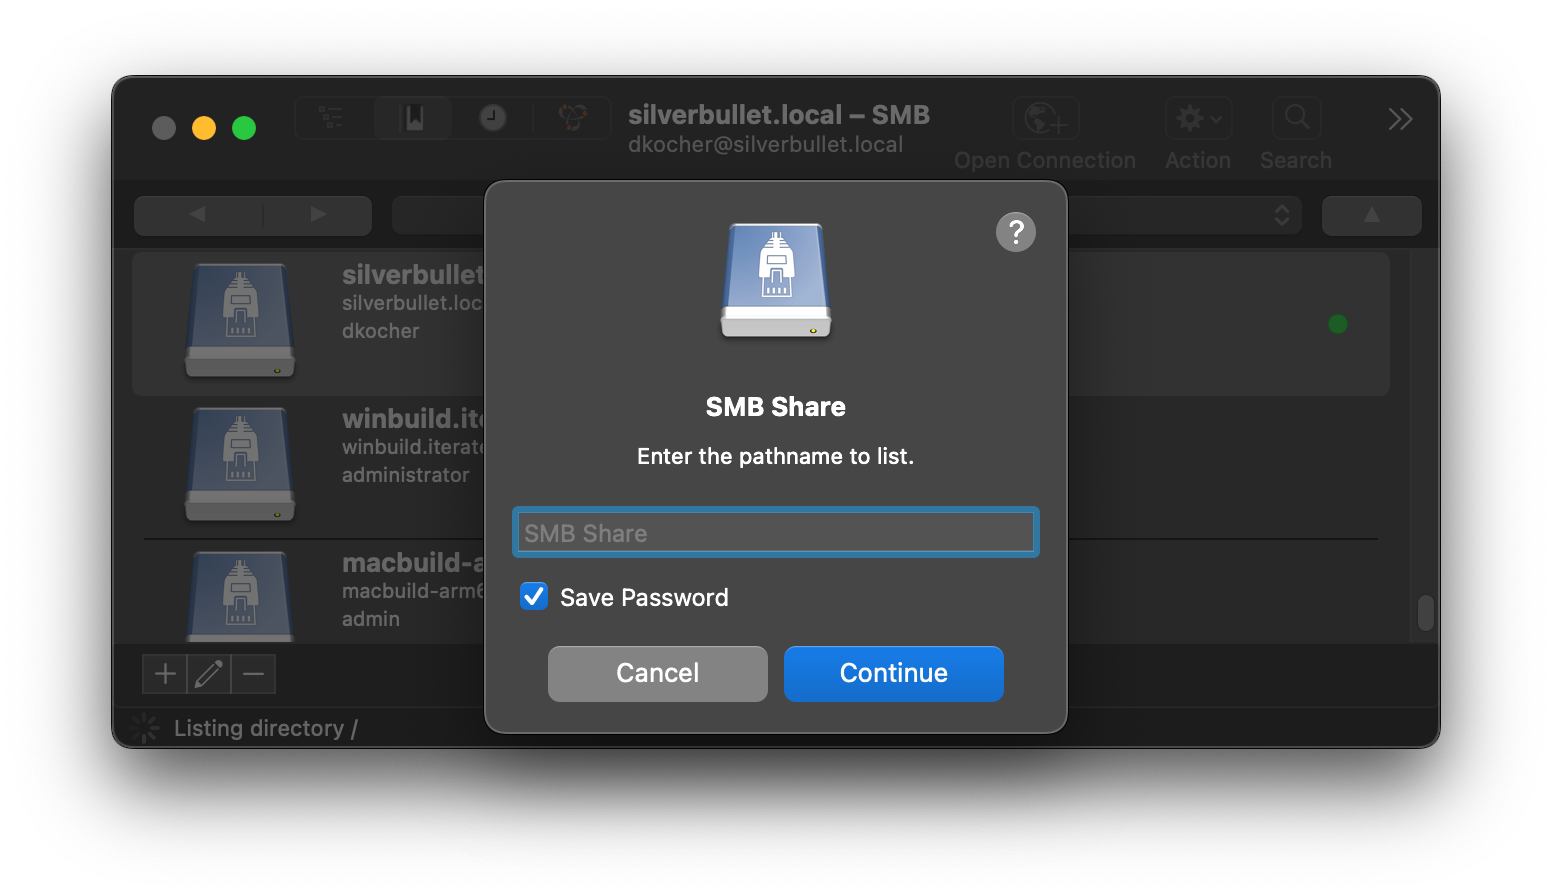 silverbullet.local – SMB
dkocher@silverbullet.local
Open Connection
Action
Search
silverbullet
silverbullet.loc
dkocher
winbuild.ite
winbuild.iterate
administrator
macbuild-a
macbuild-arm6
admin
?
SMB Share
Enter the pathname to list.
SMB Share
Save Password
Cancel
Continue
Listing directory /